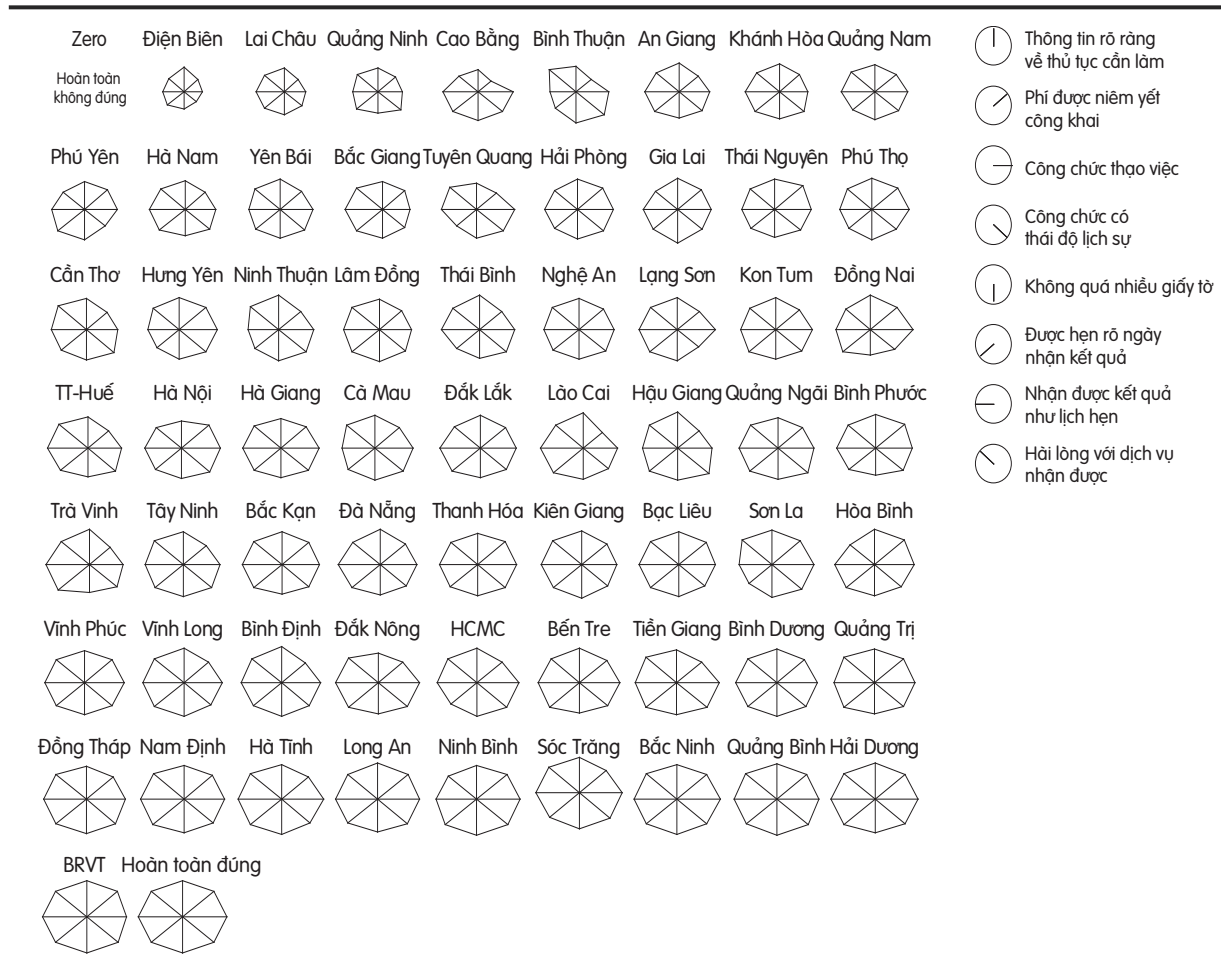 Zero Điện Biên Lai Châu Quảng Ninh Cao Bằng Bình Thuận An Giang Khánh Hòa Quảng Nam
Hoàn toàn
không đúng
Phú Yên Hà Nam Yên Bái Bắc Giang Tuyên Quang Hải Phòng Gia Lai Thái Nguyên Phú Thọ
Cần Thơ Hưng Yên Ninh Thuận Lâm Đồng Thái Bình Nghệ An Lạng Sơn Kon Tum Đồng Nai
TT-Huế Hà Nội Hà Giang Cà Mau Đắk Lắk Lào Cai Hậu Giang Quảng Ngãi Bình Phước
Trà Vinh Tây Ninh Bắc Kạn Đà Nẵng Thanh Hóa Kiên Giang Bạc Liêu Sơn La Hòa Bình
Vĩnh Phúc Vĩnh Long Bình Định Đắk Nông HCMC Bến Tre Tiền Giang Bình Dương Quảng Trị
Đồng Tháp Nam Định Hà Tĩnh Long An Ninh Bình Sóc Trăng Bắc Ninh Quảng Bình Hải Dương
BRVT Hoàn toàn đúng
Thông tin rõ ràng
về thủ tục cần làm
Phí được niêm yết
công khai
Công chức thạo việc
Công chức có
thái độ lịch sự
Không quá nhiều giấy tờ
Được hẹn rõ ngày
nhận kết quả
Nhận được kết quả
như lịch hẹn
Hài lòng với dịch vụ
nhận được